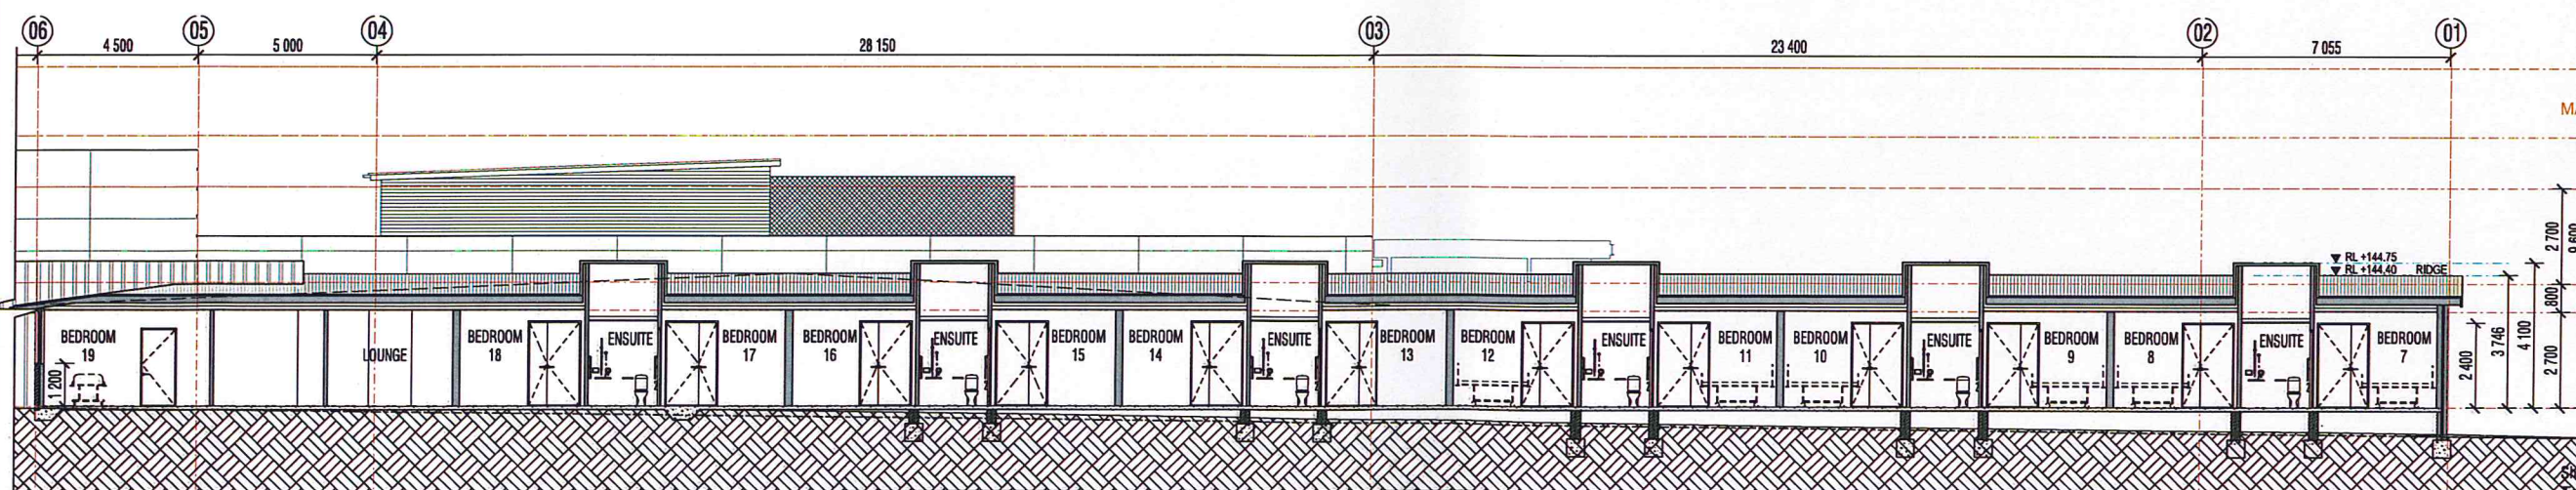 06
05
04
03
02
01
4 500
5 000
28 150
23 400
7 055
RL +144.75
RL +144.40 RIDGE
BEDROOM
19
LOUNGE
BEDROOM
18
ENSUITE
BEDROOM
17
BEDROOM
16
ENSUITE
BEDROOM
15
BEDROOM
14
ENSUITE
BEDROOM
13
BEDROOM
12
ENSUITE
BEDROOM
11
BEDROOM
10
ENSUITE
BEDROOM
9
BEDROOM
8
ENSUITE
BEDROOM
7
1 200
2 400
3 746
4 100
2 700
800
2 700